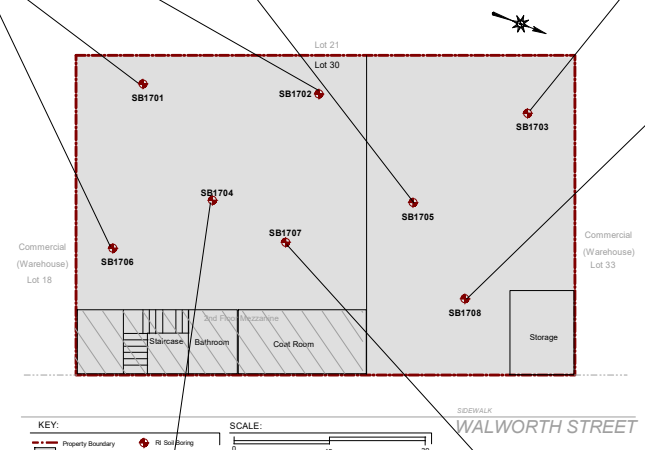 Lot 21
Lot 30
SB1701
SB1702
SB1703
SB1704
SB1705
SB1707
SB1706
Commercial
(Warehouse)
Lot 18
Commercial
(Warehouse)
Lot 33
SB1708
2nd Floor Mezzanine
Staircase
Bathroom
Coat Room
Storage
SIDEWALK
WALWORTH STREET
KEY:
SCALE:
Property Boundary
RI Soil Boring
0